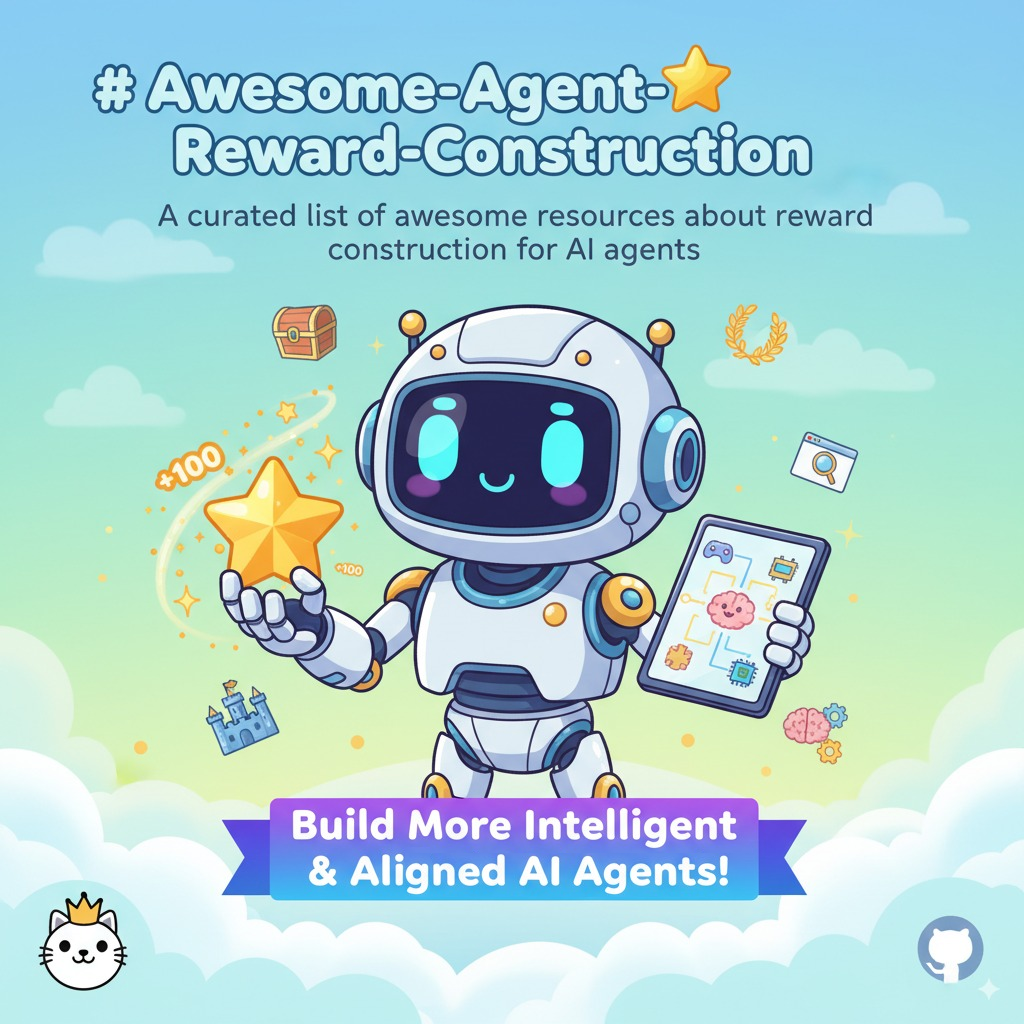 # Awesome-Agent-
Reward-Construction
A curated list of awesome resources about reward
construction for AI agents
+100
+100
Build More Intelligent
& Aligned AI Agents!